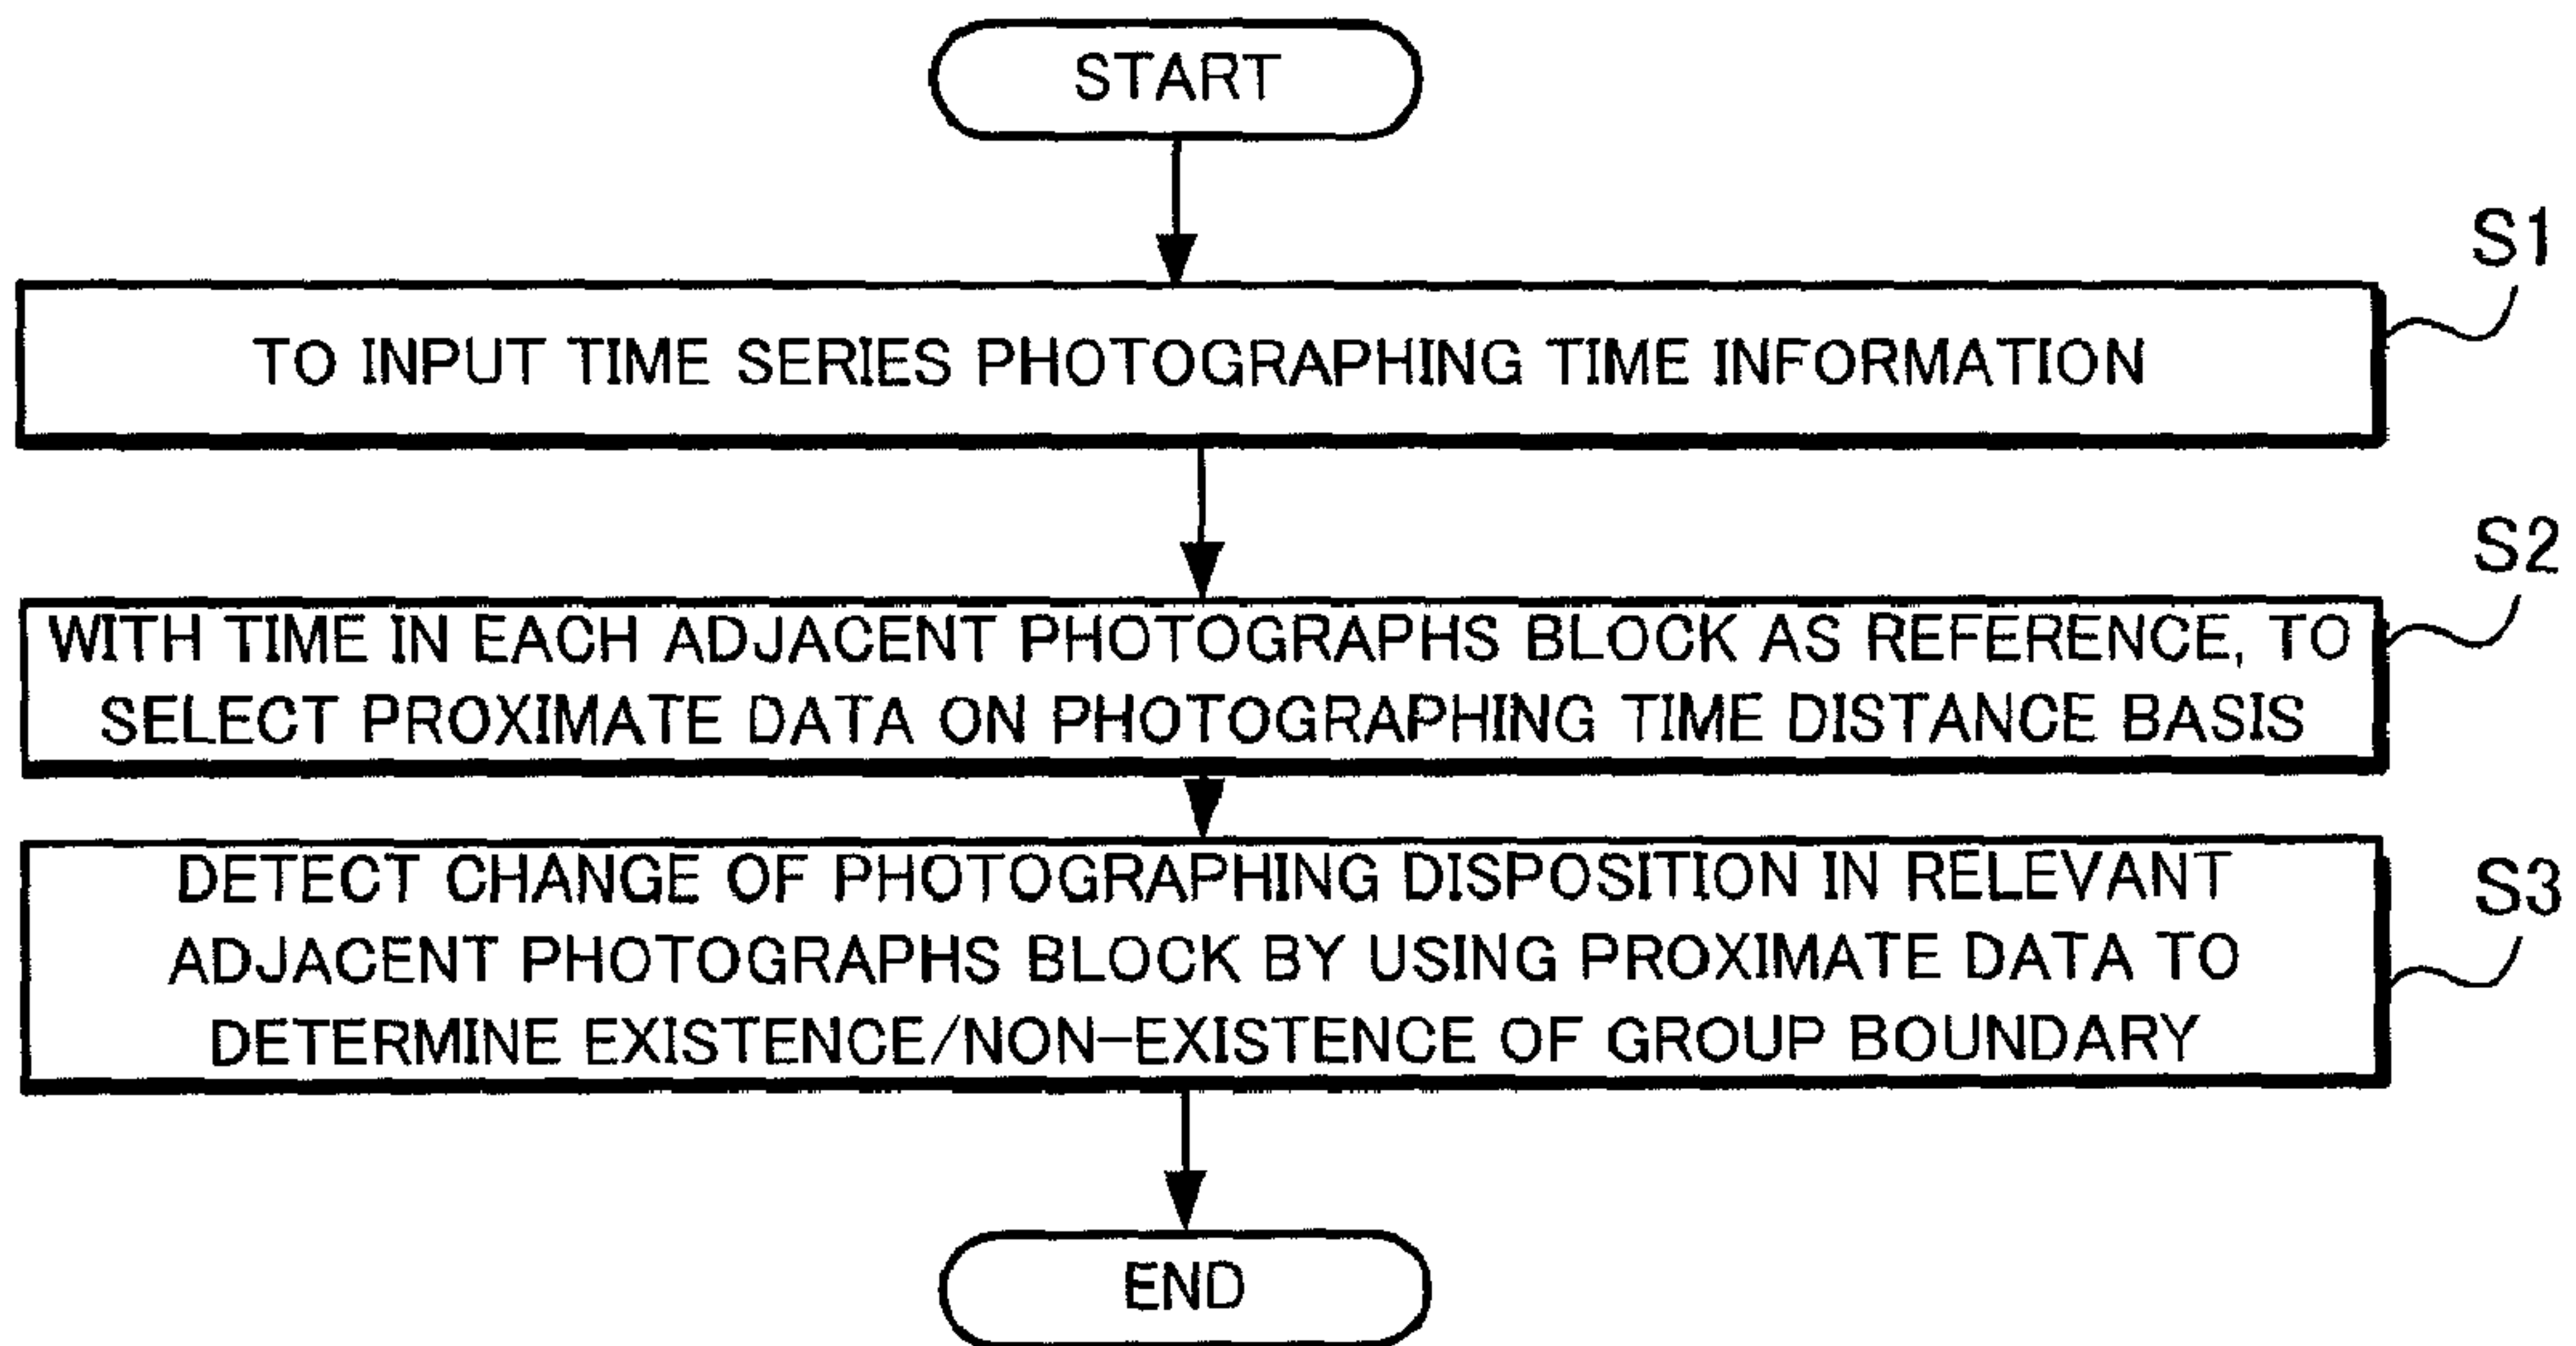 START
S1
TO INPUT TIME SERIES PHOTOGRAPHING TIME INFORMATION
S2
WITH TIME IN EACH ADJACENT PHOTOGRAPHS BLOCK AS REFERENCE, TO
SELECT PROXIMATE DATA ON PHOTOGRAPHING TIME DISTANCE BASIS
S3
DETECT CHANGE OF PHOTOGRAPHING DISPOSITION IN RELEVANT
ADJACENT PHOTOGRAPHS BLOCK BY USING PROXIMATE DATA TO
DETERMINE EXISTENCE/NON-EXISTENCE OF GROUP BOUNDARY
END